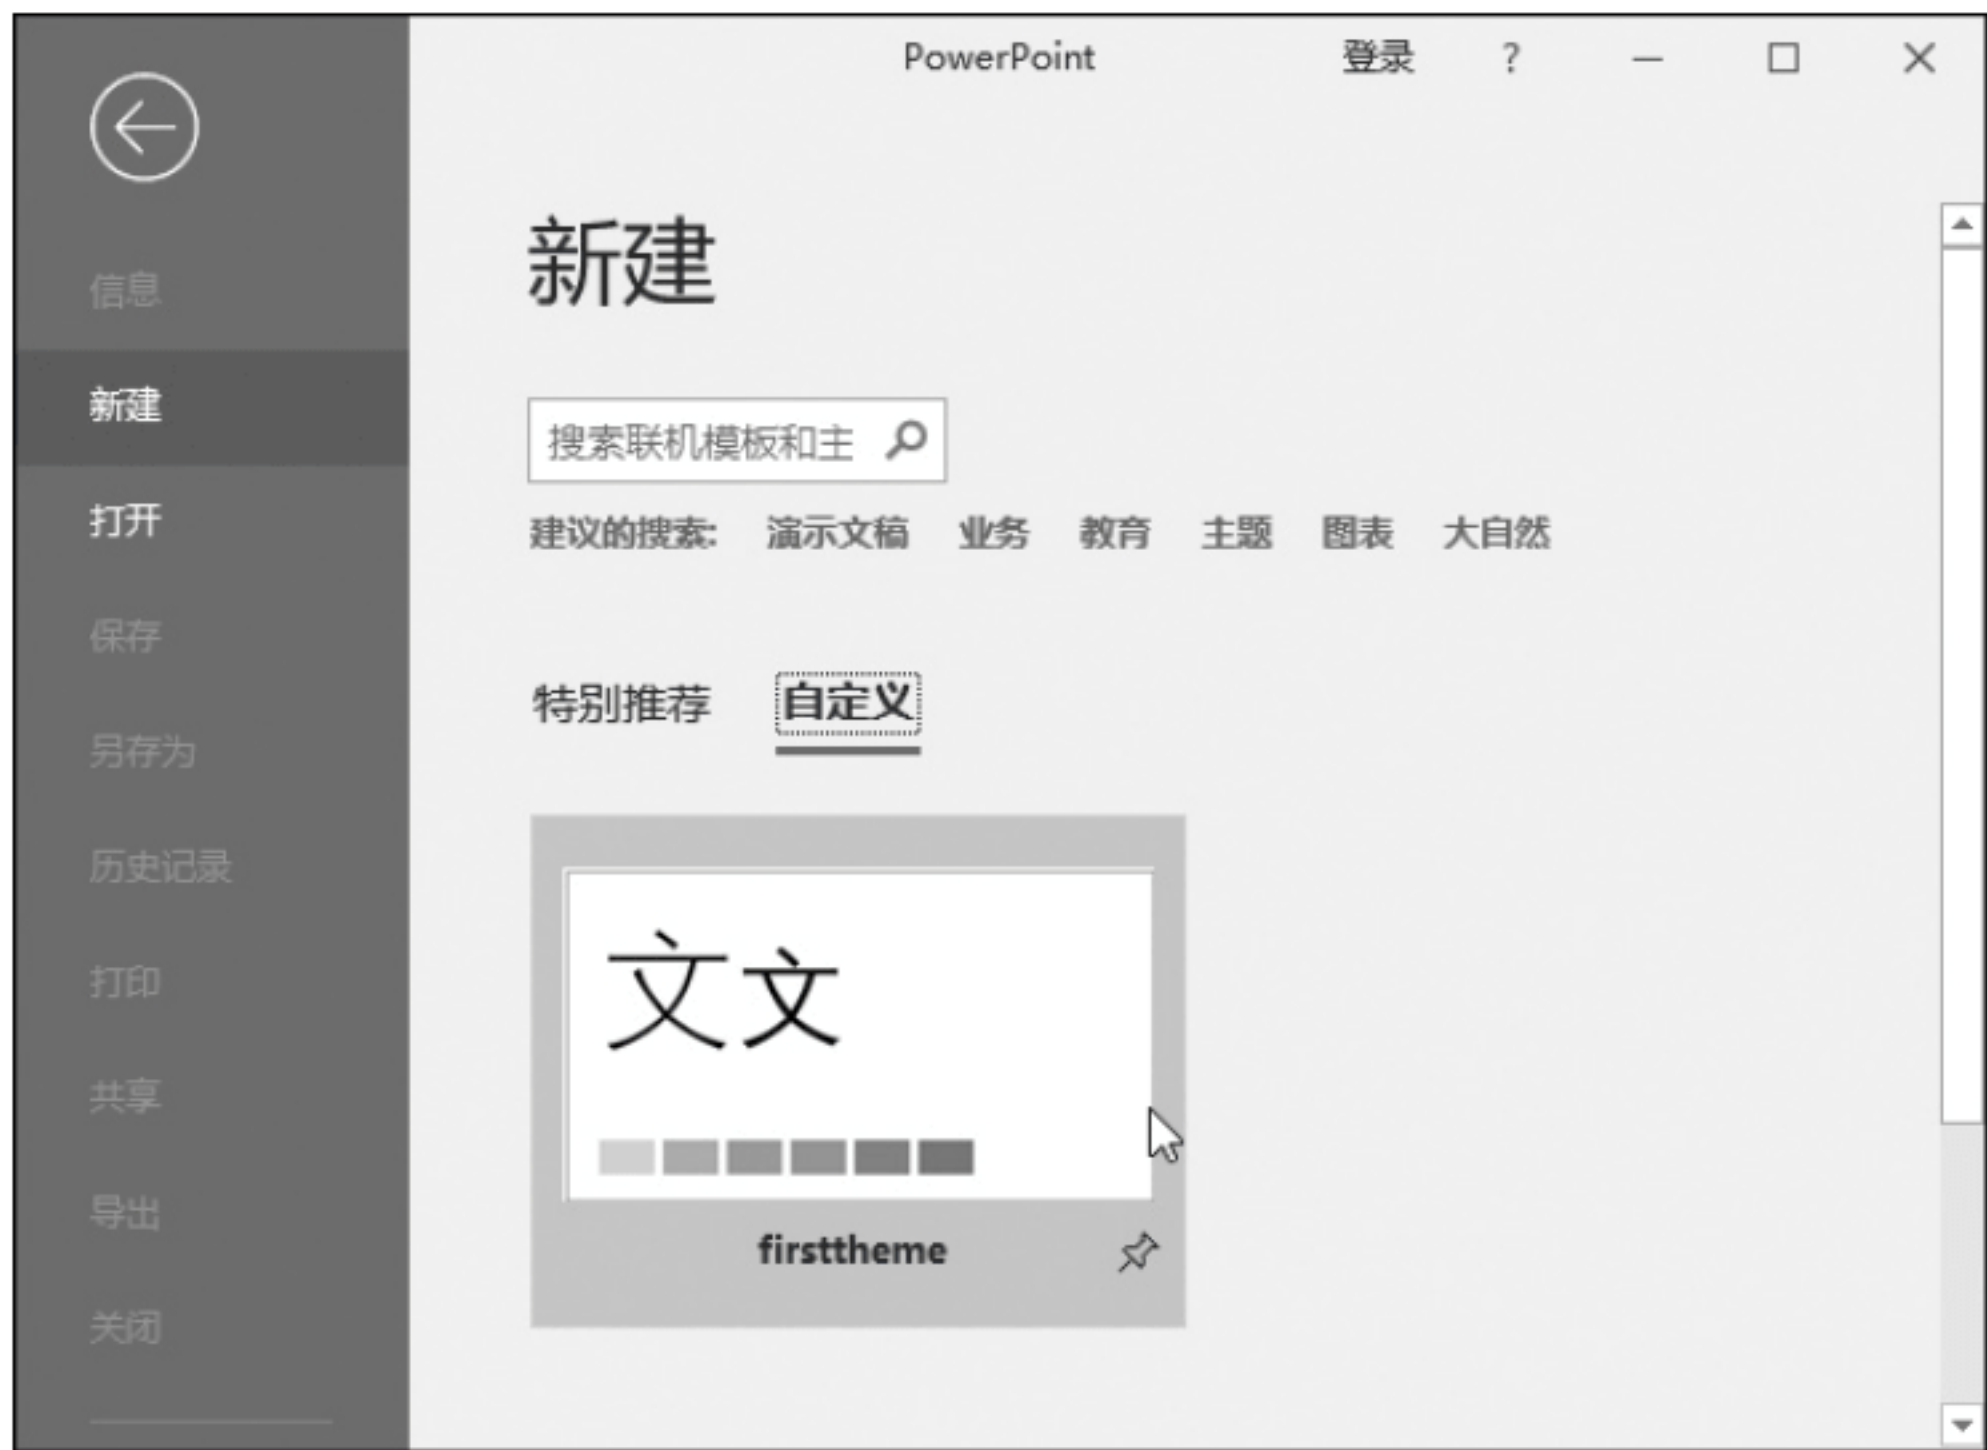 PowerPoint 登录 ?
信息
新建
打开
保存
另存为
历史记录
打印
共享
导出
关闭
新建
搜索联机模板和主
建议的搜索: 演示文稿 业务 教育 主题 图表 大自然
特别推荐 自定义
文文
firsttheme